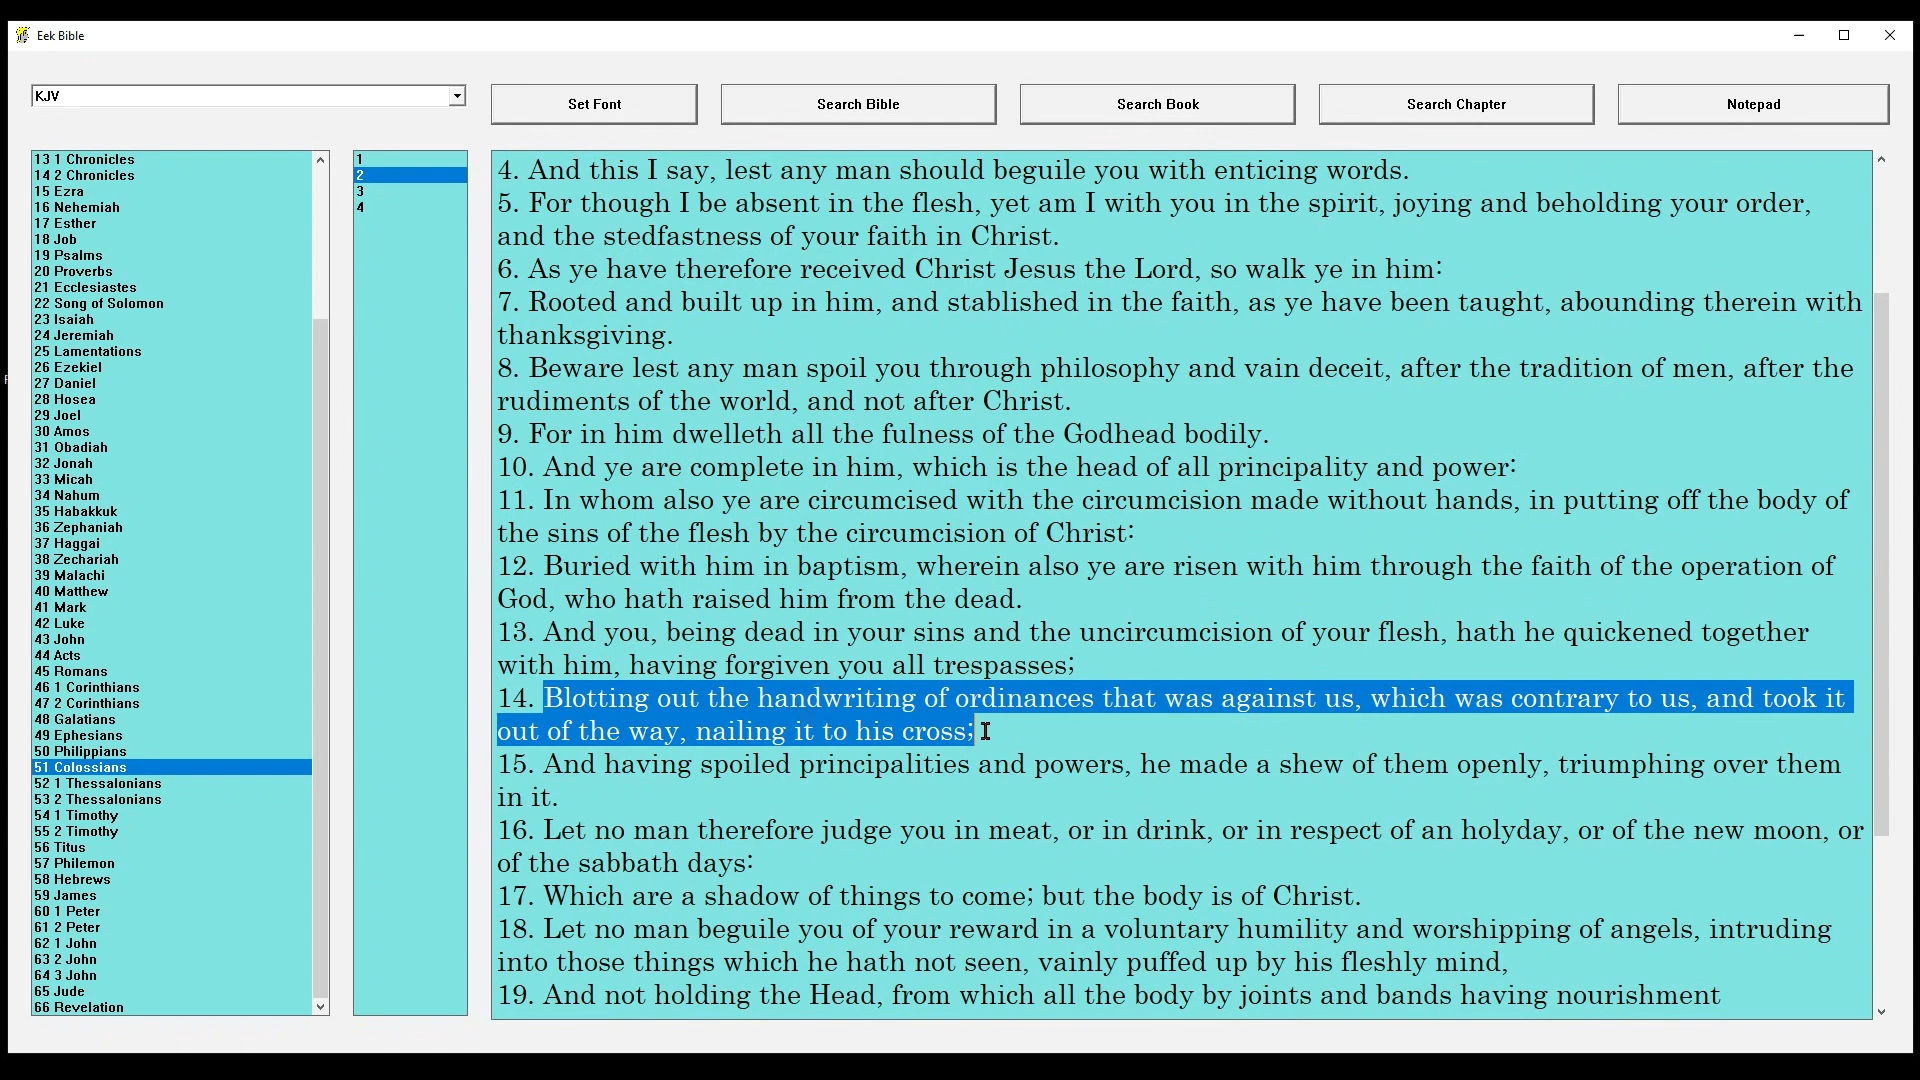 Eek Bible
KJV
Set Font
Search Bible
Search Book
Search Chapter
Notepad
13 1 Chronicles
14 2 Chronicles
15 Ezra
16 Nehemiah
17 Esther
18 Job
19 Psalms
20 Proverbs
21 Ecclesiastes
22 Song of Solomon
23 Isaiah
24 Jeremiah
25 Lamentations
26 Ezekiel
27 Daniel
28 Hosea
29 Joel
30 Amos
31 Obadiah
32 Jonah
33 Micah
34 Nahum
35 Habakkuk
36 Zephaniah
37 Haggai
38 Zechariah
39 Malachi
40 Matthew
41 Mark
42 Luke
43 John
44 Acts
45 Romans
46 1 Corinthians
47 2 Corinthians
48 Galatians
49 Ephesians
50 Philippians
51 Colossians
52 1 Thessalonians
53 2 Thessalonians
54 1 Timothy
55 2 Timothy
56 Titus
57 Philemon
58 Hebrews
59 James
60 1 Peter
61 2 Peter
62 1 John
63 2 John
64 3 John
65 Jude
66 Revelation
1
2
3
4
4. And this I say, lest any man should beguile you with enticing words.
5. For though I be absent in the flesh, yet am I with you in the spirit, joying and beholding your order,
and the stedfastness of your faith in Christ.
6. As ye have therefore received Christ Jesus the Lord, so walk ye in him:
7. Rooted and built up in him, and stablished in the faith, as ye have been taught, abounding therein with
thanksgiving.
8. Beware lest any man spoil you through philosophy and vain deceit, after the tradition of men, after the
rudiments of the world, and not after Christ.
9. For in him dwelleth all the fulness of the Godhead bodily.
10. And ye are complete in him, which is the head of all principality and power:
11. In whom also ye are circumcised with the circumcision made without hands, in putting off the body of
the sins of the flesh by the circumcision of Christ:
12. Buried with him in baptism, wherein also ye are risen with him through the faith of the operation of
God, who hath raised him from the dead.
13. And you, being dead in your sins and the uncircumcision of your flesh, hath he quickened together
with him, having forgiven you all trespasses;
14. Blotting out the handwriting of ordinances that was against us, which was contrary to us, and took it
out of the way, nailing it to his cross;
15. And having spoiled principalities and powers, he made a shew of them openly, triumphing over them
in it.
16. Let no man therefore judge you in meat, or in drink, or in respect of an holyday, or of the new moon, or
of the sabbath days:
17. Which are a shadow of things to come; but the body is of Christ.
18. Let no man beguile you of your reward in a voluntary humility and worshipping of angels, intruding
into those things which he hath not seen, vainly puffed up by his fleshly mind,
19. And not holding the Head, from which all the body by joints and bands having nourishment